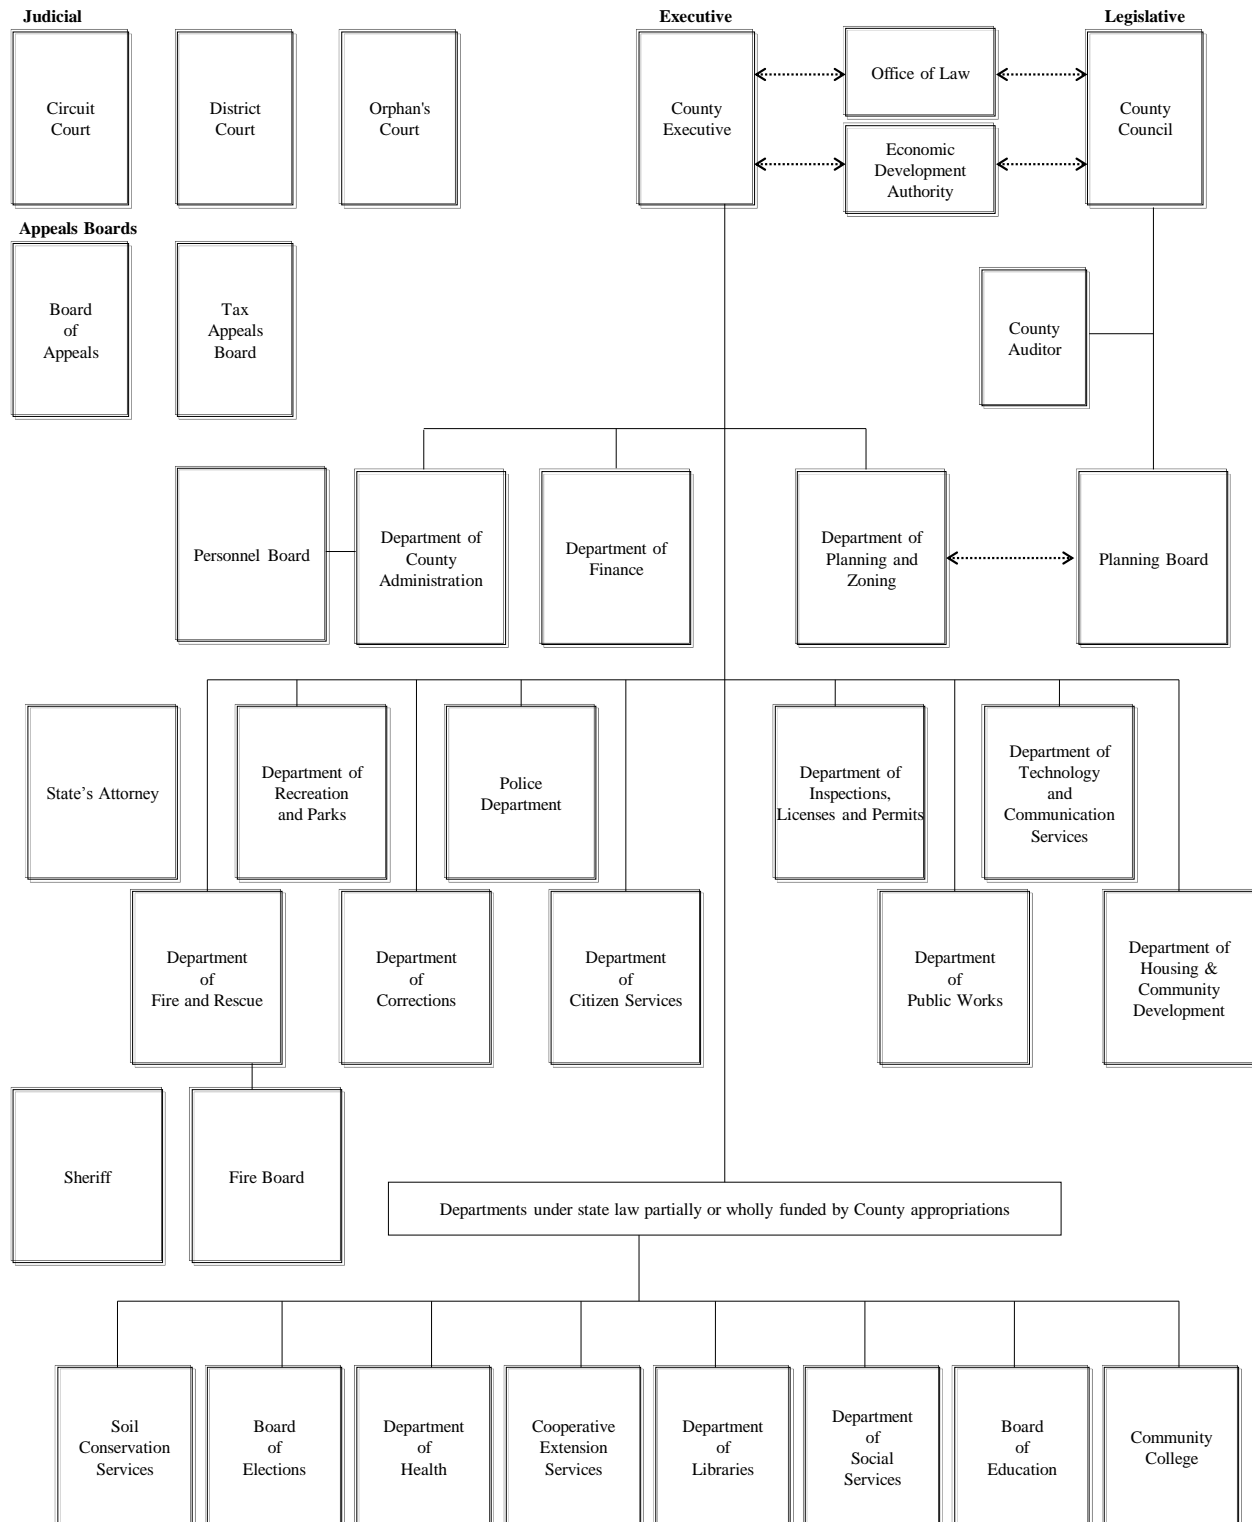 Judicial
Executive
Legislative
Circuit
Court
District
Court
Orphan's
Court
County
Executive
Office of Law
County
Council
Economic
Development
Authority
Appeals Boards
Board
of
Appeals
Tax
Appeals
Board
County
Auditor
Personnel Board
Department of
County
Administration
Department of
Finance
Department of
Planning and
Zoning
Planning Board
State’s Attorney
Department of
Recreation
and Parks
Police
Department
Department of
Inspections,
Licenses and Permits
Department of
Technology
and
Communication
Services
Department
of
Fire and Rescue
Department
of
Corrections
Department
of
Citizen Services
Department
of
Public Works
Department of
Housing &
Community
Development
Sheriff
Fire Board
Departments under state law partially or wholly funded by County appropriations
Soil
Conservation
Services
Board
of
Elections
Department
of
Health
Cooperative
Extension
Services
Department
of
Libraries
Department
of
Social
Services
Board
of
Education
Community
College